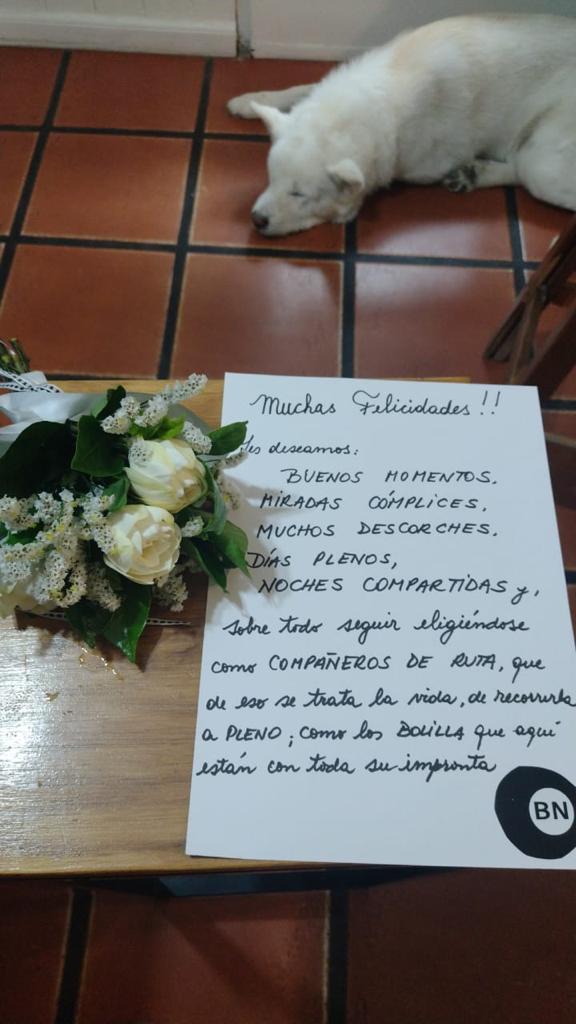 Muchas Felicidades!!
Les deseamos:
BUENOS MOMENTOS,
MIRADAS CÓMPLICES,
MUCHOS DESCORCHES,
DÍAS PLENOS,
NOCHES COMPARTIDAS y,
sobre todo seguir eligiéndose
como COMPAÑEROS DE RUTA, que
de eso se trata la vida, de recorrerla
a PLENO; como los BOLILLA que aquí
están con toda su impronta
BN